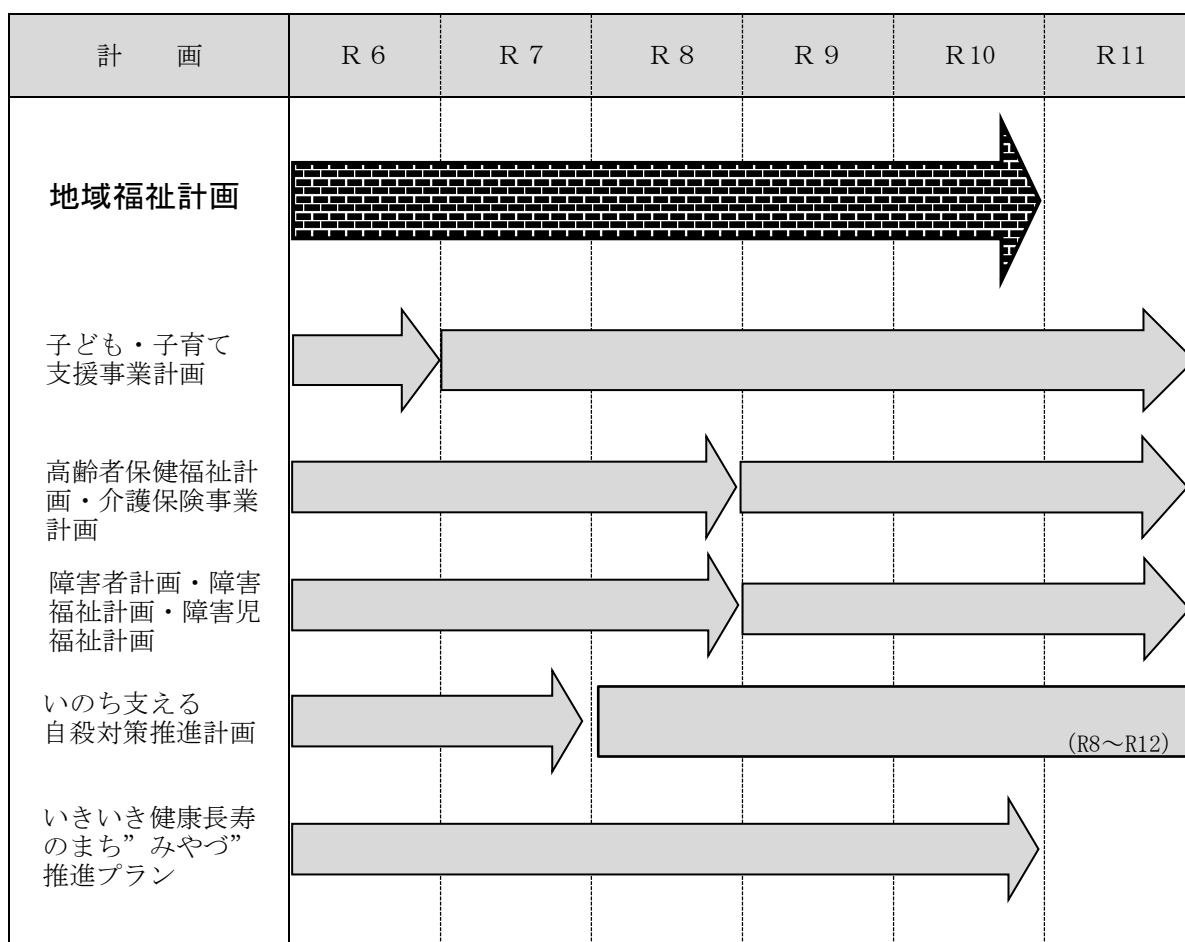 計　画　Ｒ６　Ｒ７　Ｒ８　Ｒ９　Ｒ10　Ｒ11
地域福祉計画
子ども・子育て
支援事業計画
高齢者保健福祉計
画・介護保険事業
計画
障害者計画・障害
福祉計画・障害児
福祉計画
いのち支える
自殺対策推進計画
(R8～R12)
いきいき健康長寿
のまち”みやづ”
推進プラン